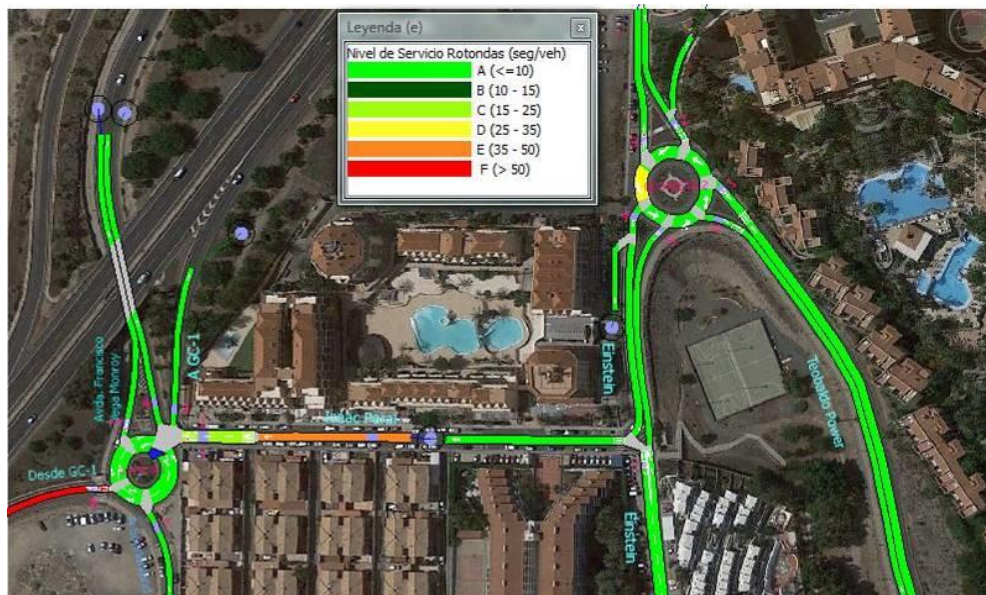 Leyenda (e)
x
Nivel de Servicio Rotondas (seg/veh)
A (<=10)
B (10 - 15)
C (15 - 25)
D (25 - 35)
E (35 - 50)
F (> 50)
Avda. Francisco
Vega Monroy
A GC-1
Desde GC-1
Einstein
Einstein
Teobaldo Power